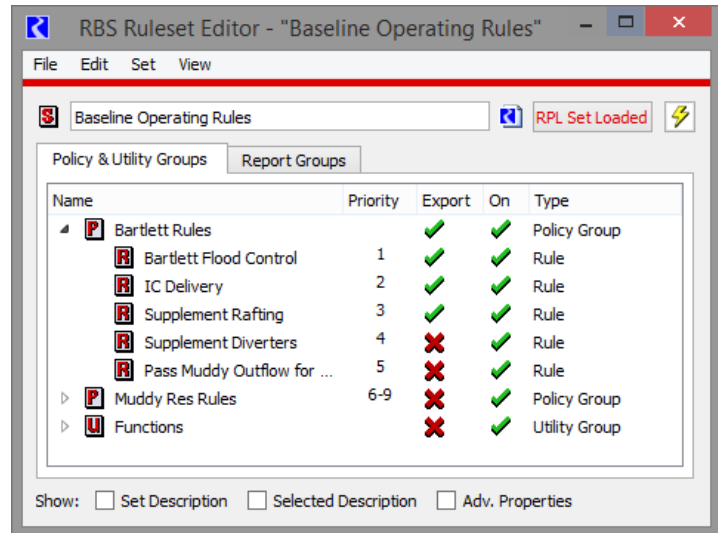 RBS Ruleset Editor - "Baseline Operating Rules"
File Edit Set View
S Baseline Operating Rules RPL Set Loaded
Policy & Utility Groups Report Groups
Name Priority Export On Type
P Bartlett Rules Policy Group
R Bartlett Flood Control 1 Rule
R IC Delivery 2 Rule
R Supplement Rafting 3 Rule
R Supplement Diverters 4 Rule
R Pass Muddy Outflow for ... 5 Rule
P Muddy Res Rules 6-9 Policy Group
U Functions Utility Group
Show: Set Description Selected Description Adv. Properties